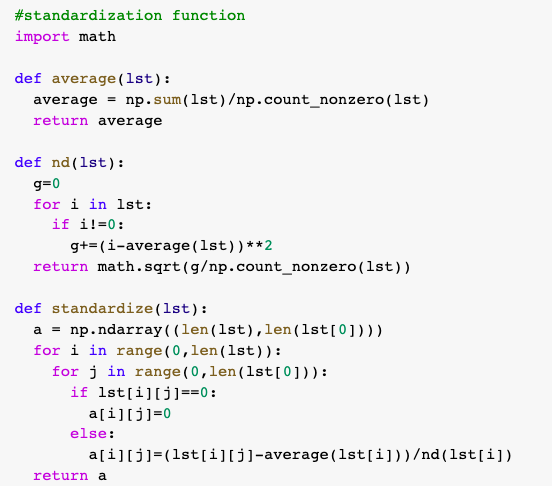 #standardization function
import math

def average(lst):
  average = np.sum(lst)/np.count_nonzero(lst)
  return average

def nd(lst):
  g=0
  for i in lst:
    if i!=0:
      g+=(i-average(lst))**2
  return math.sqrt(g/np.count_nonzero(lst))

def standardize(lst):
  a = np.ndarray((len(lst),len(lst[0])))
  for i in range(0,len(lst)):
    for j in range(0,len(lst[0])):
      if lst[i][j]==0:
        a[i][j]=0
      else:
        a[i][j]=(lst[i][j]-average(lst[i]))/nd(lst[i])
  return a